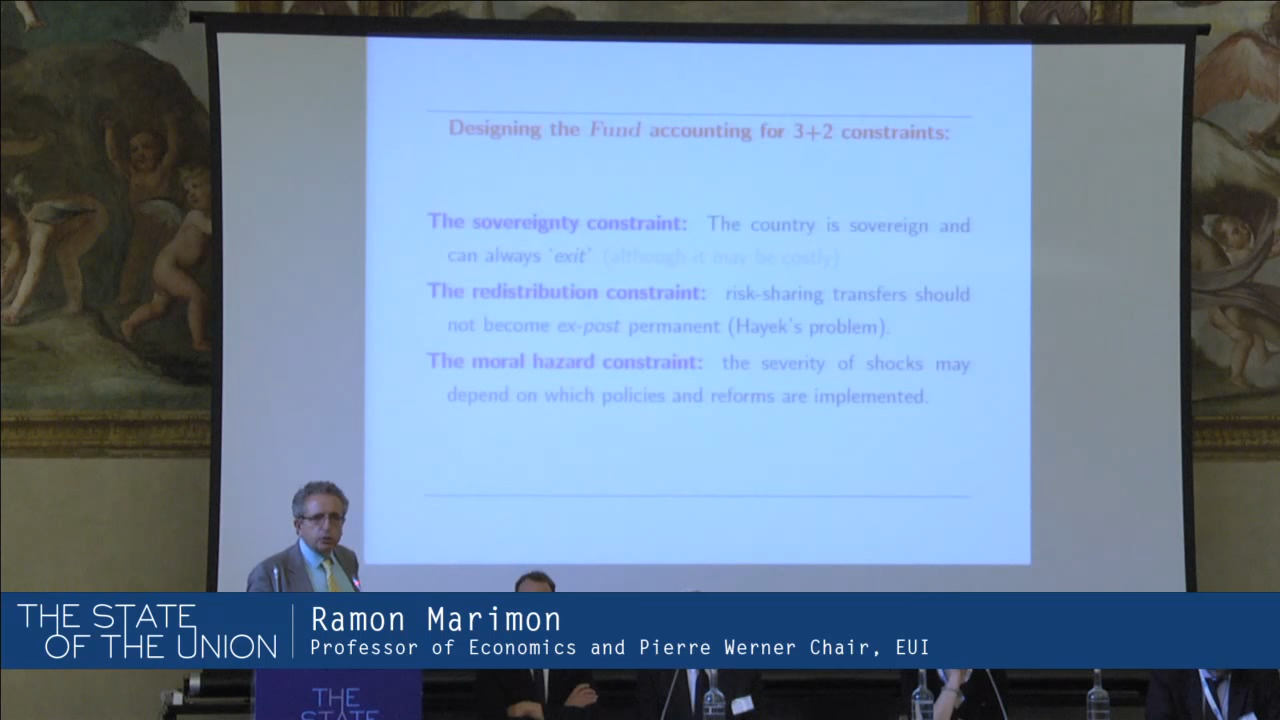 Designing the Fund accounting for 3+2 constraints:
The sovereignty constraint: The country is sovereign and
can always 'exit' (although it may be costly)
The redistribution constraint: risk-sharing transfers should
not become ex-post permanent (Hayek's problem).
The moral hazard constraint: the severity of shocks may
depend on which policies and reforms are implemented.
THE STATE
OF THE UNION
Ramon Marimon
Professor of Economics and Pierre Werner Chair, EUI
THE
STATE